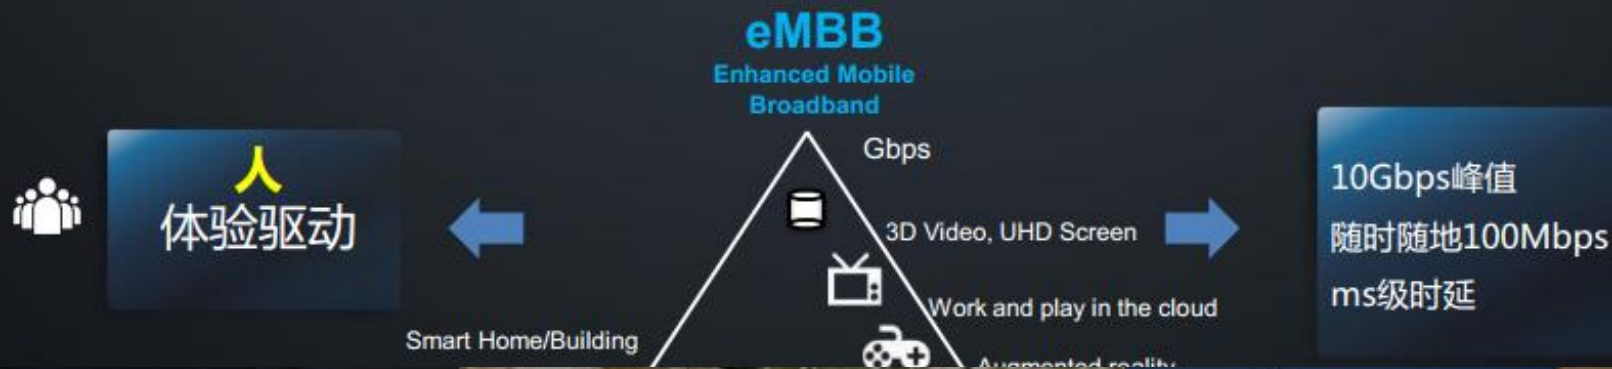 eMBB
Enhanced Mobile
Broadband
Gbps
人
体验驱动
3D Video, UHD Screen
Work and play in the cloud
Smart Home/Building
Augmented reality
10Gbps峰值
随时随地100Mbps
ms级时延